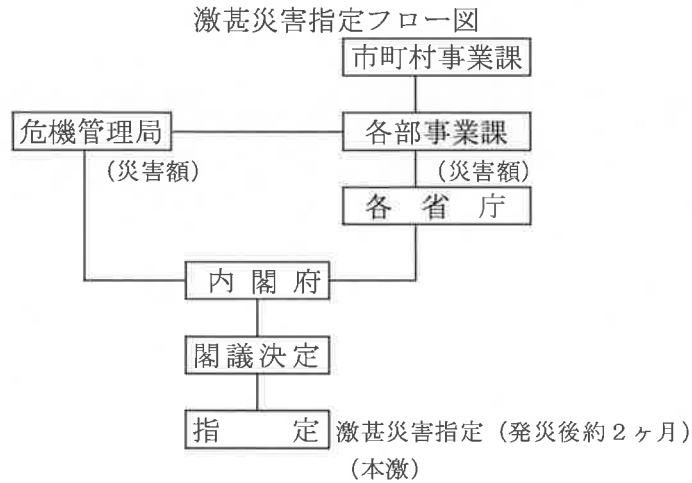 激甚災害指定フロー図
市町村事業課
危機管理局
各部事業課
(災害額)
(災害額)
各省庁
内閣府
閣議決定
指定
激甚災害指定(発災後約2ヶ月)
(本激)